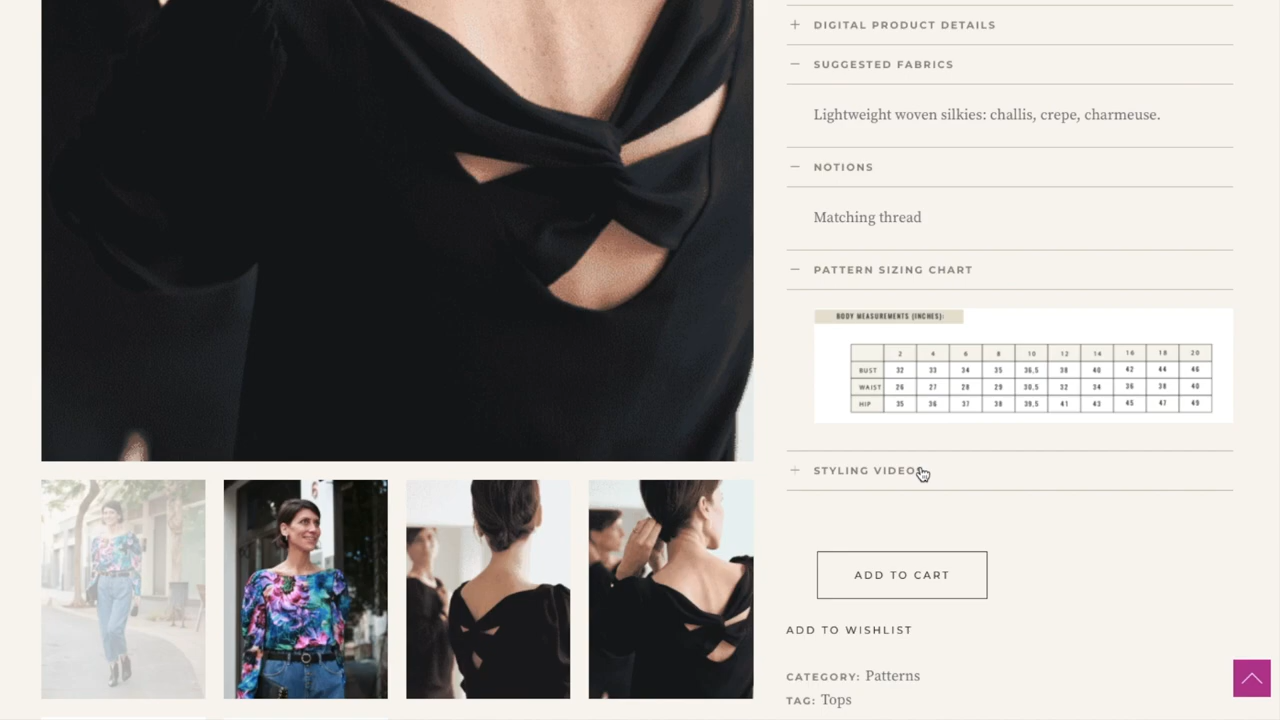 + DIGITAL PRODUCT DETAILS
− SUGGESTED FABRICS
Lightweight woven silkies: challis, crepe, charmeuse.
− NOTIONS
Matching thread
− PATTERN SIZING CHART
BODY MEASUREMENTS (INCHES):
2 4 6 8 10 12 14 16 18 20
BUST 32 33 34 35 36,5 38 40 42 44 46
WAIST 26 27 28 29 30,5 32 34 36 38 40
HIP 35 36 37 38 39,5 41 43 45 47 49
+ STYLING VIDEOS
ADD TO CART
ADD TO WISHLIST
CATEGORY: Patterns
TAG: Tops